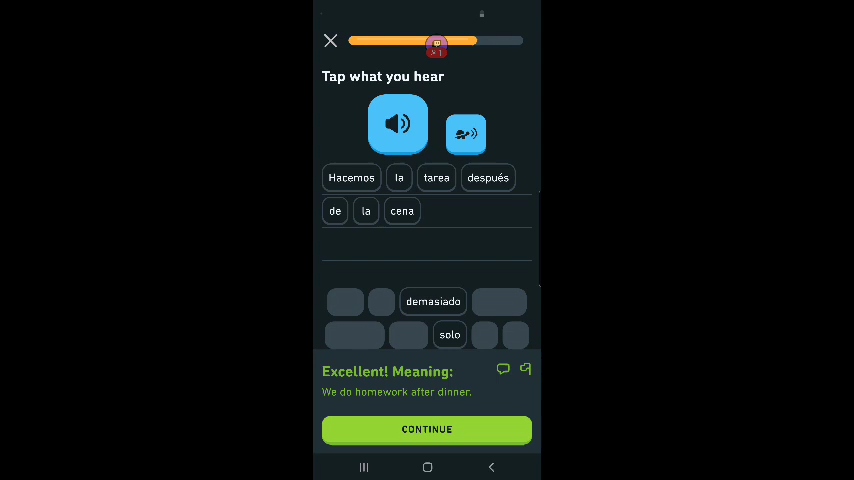 Tap what you hear
Hacemos la tarea después
de la cena
demasiado
solo
Excellent! Meaning:
We do homework after dinner.
CONTINUE